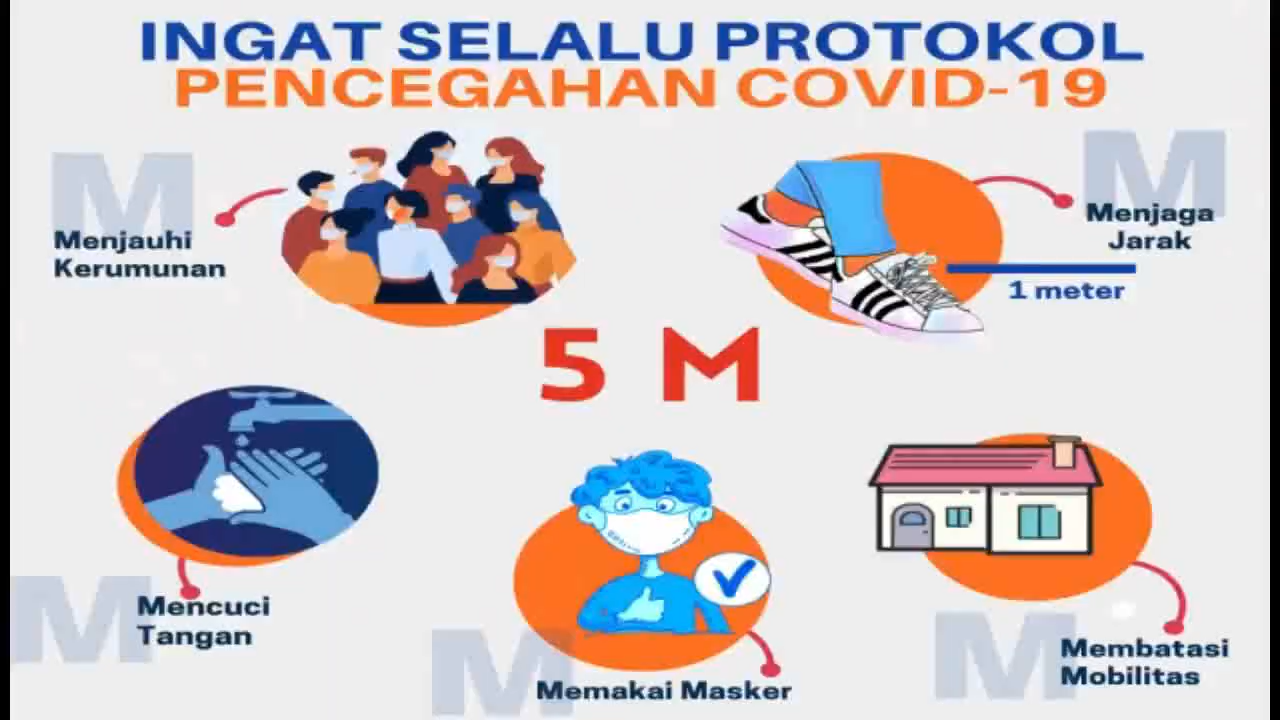 INGAT SELALU PROTOKOL
PENCEGAHAN COVID-19
M
Menjauhi
Kerumunan
M
Menjaga
Jarak
1 meter
5 M
M
Mencuci
Tangan
M
Memakai Masker
M
Membatasi
Mobilitas